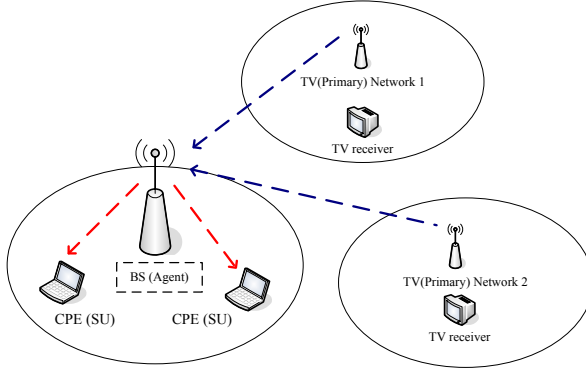 TV(Primary) Network 1
TV receiver
BS (Agent)
CPE (SU)
CPE (SU)
TV(Primary) Network 2
TV receiver